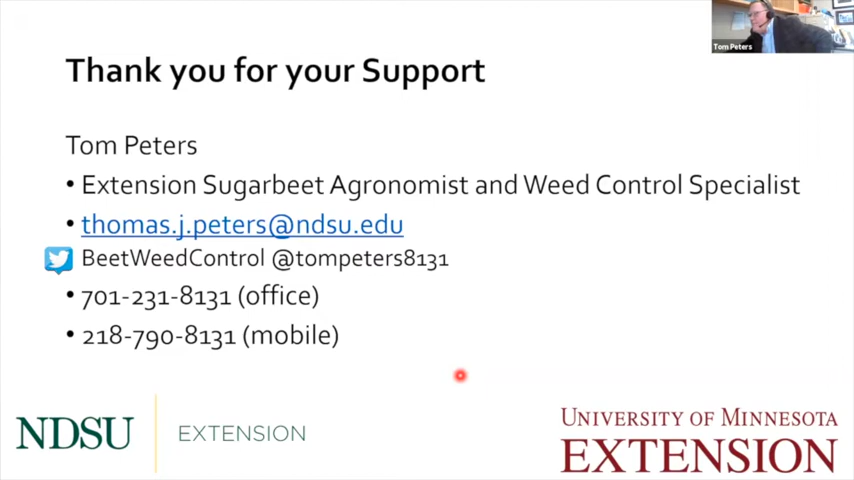 Tom Peters
Thank you for your Support
Tom Peters
• Extension Sugarbeet Agronomist and Weed Control Specialist
• thomas.j.peters@ndsu.edu
BeetWeedControl @tompeters8131
• 701-231-8131 (office)
• 218-790-8131 (mobile)
NDSU EXTENSION
UNIVERSITY OF MINNESOTA
EXTENSION